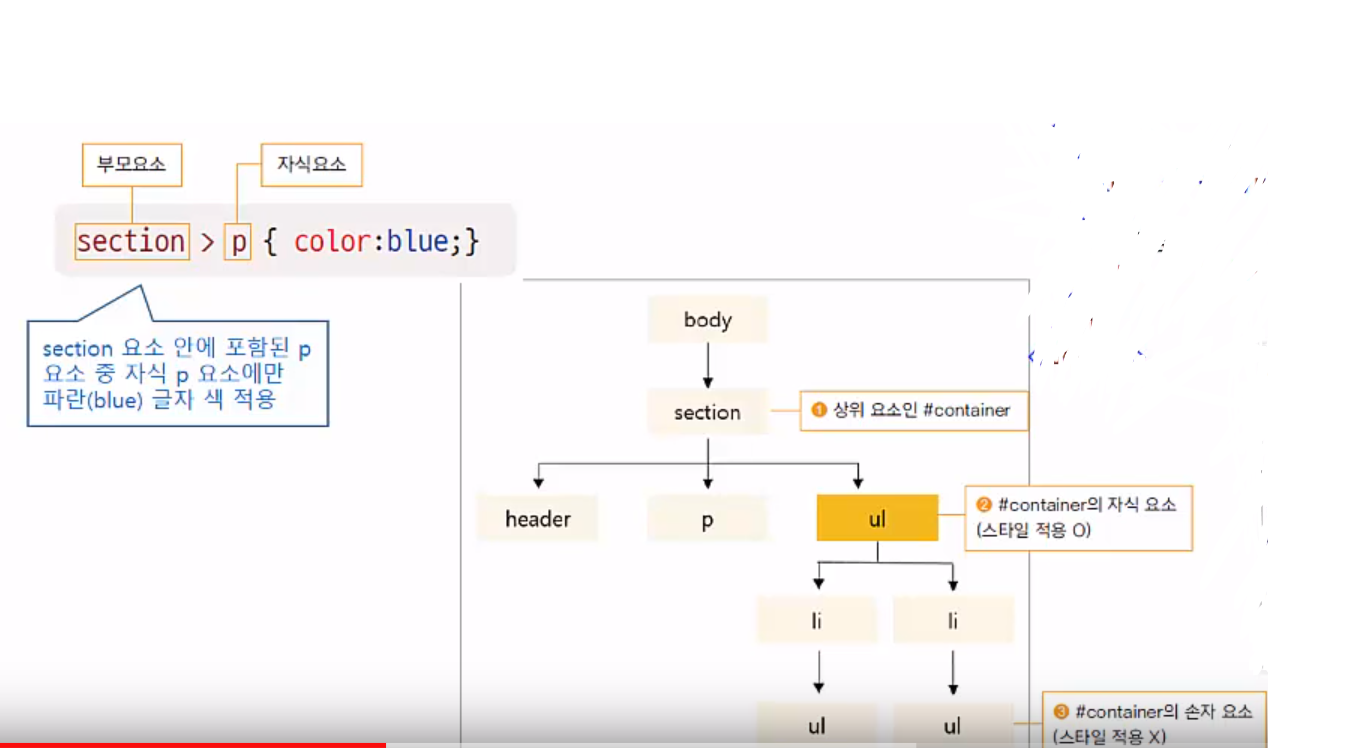 부모요소
자식요소
section > p { color:blue;}
section 요소 안에 포함된 p
요소 중 자식 p 요소에만
파란(blue) 글자 색 적용
body
section
❶ 상위 요소인 #container
header
p
ul
❷ #container의 자식 요소
(스타일 적용 O)
li
li
ul
ul
❸ #container의 손자 요소
(스타일 적용 X)